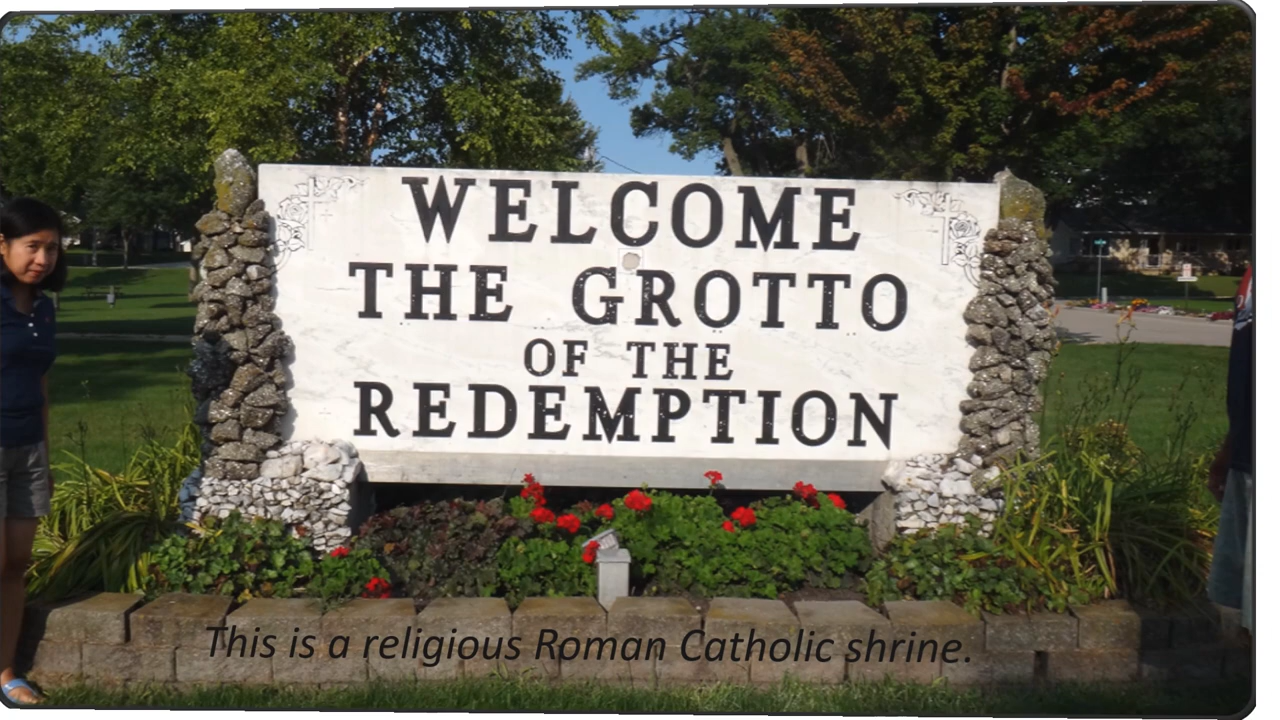 WELCOME
THE GROTTO
OF THE
REDEMPTION
This is a religious Roman Catholic shrine.